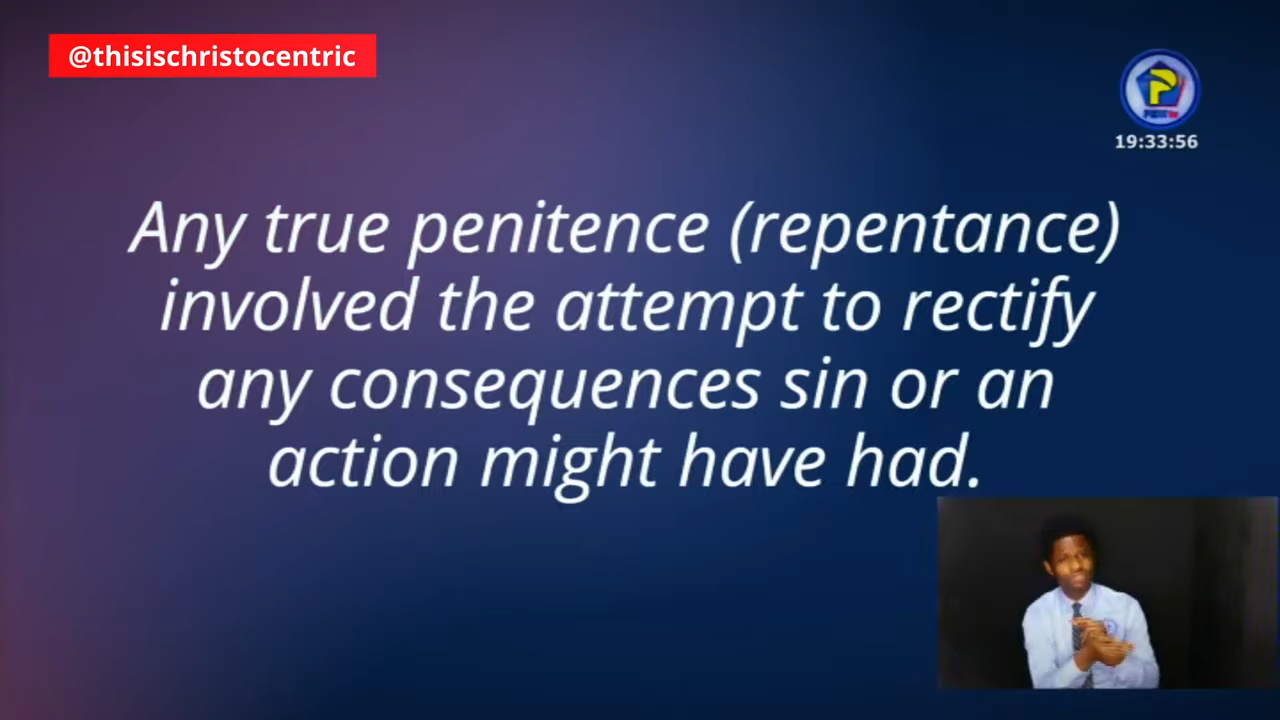 @thisischristocentric
P
19:33:56
Any true penitence (repentance)
involved the attempt to rectify
any consequences sin or an
action might have had.